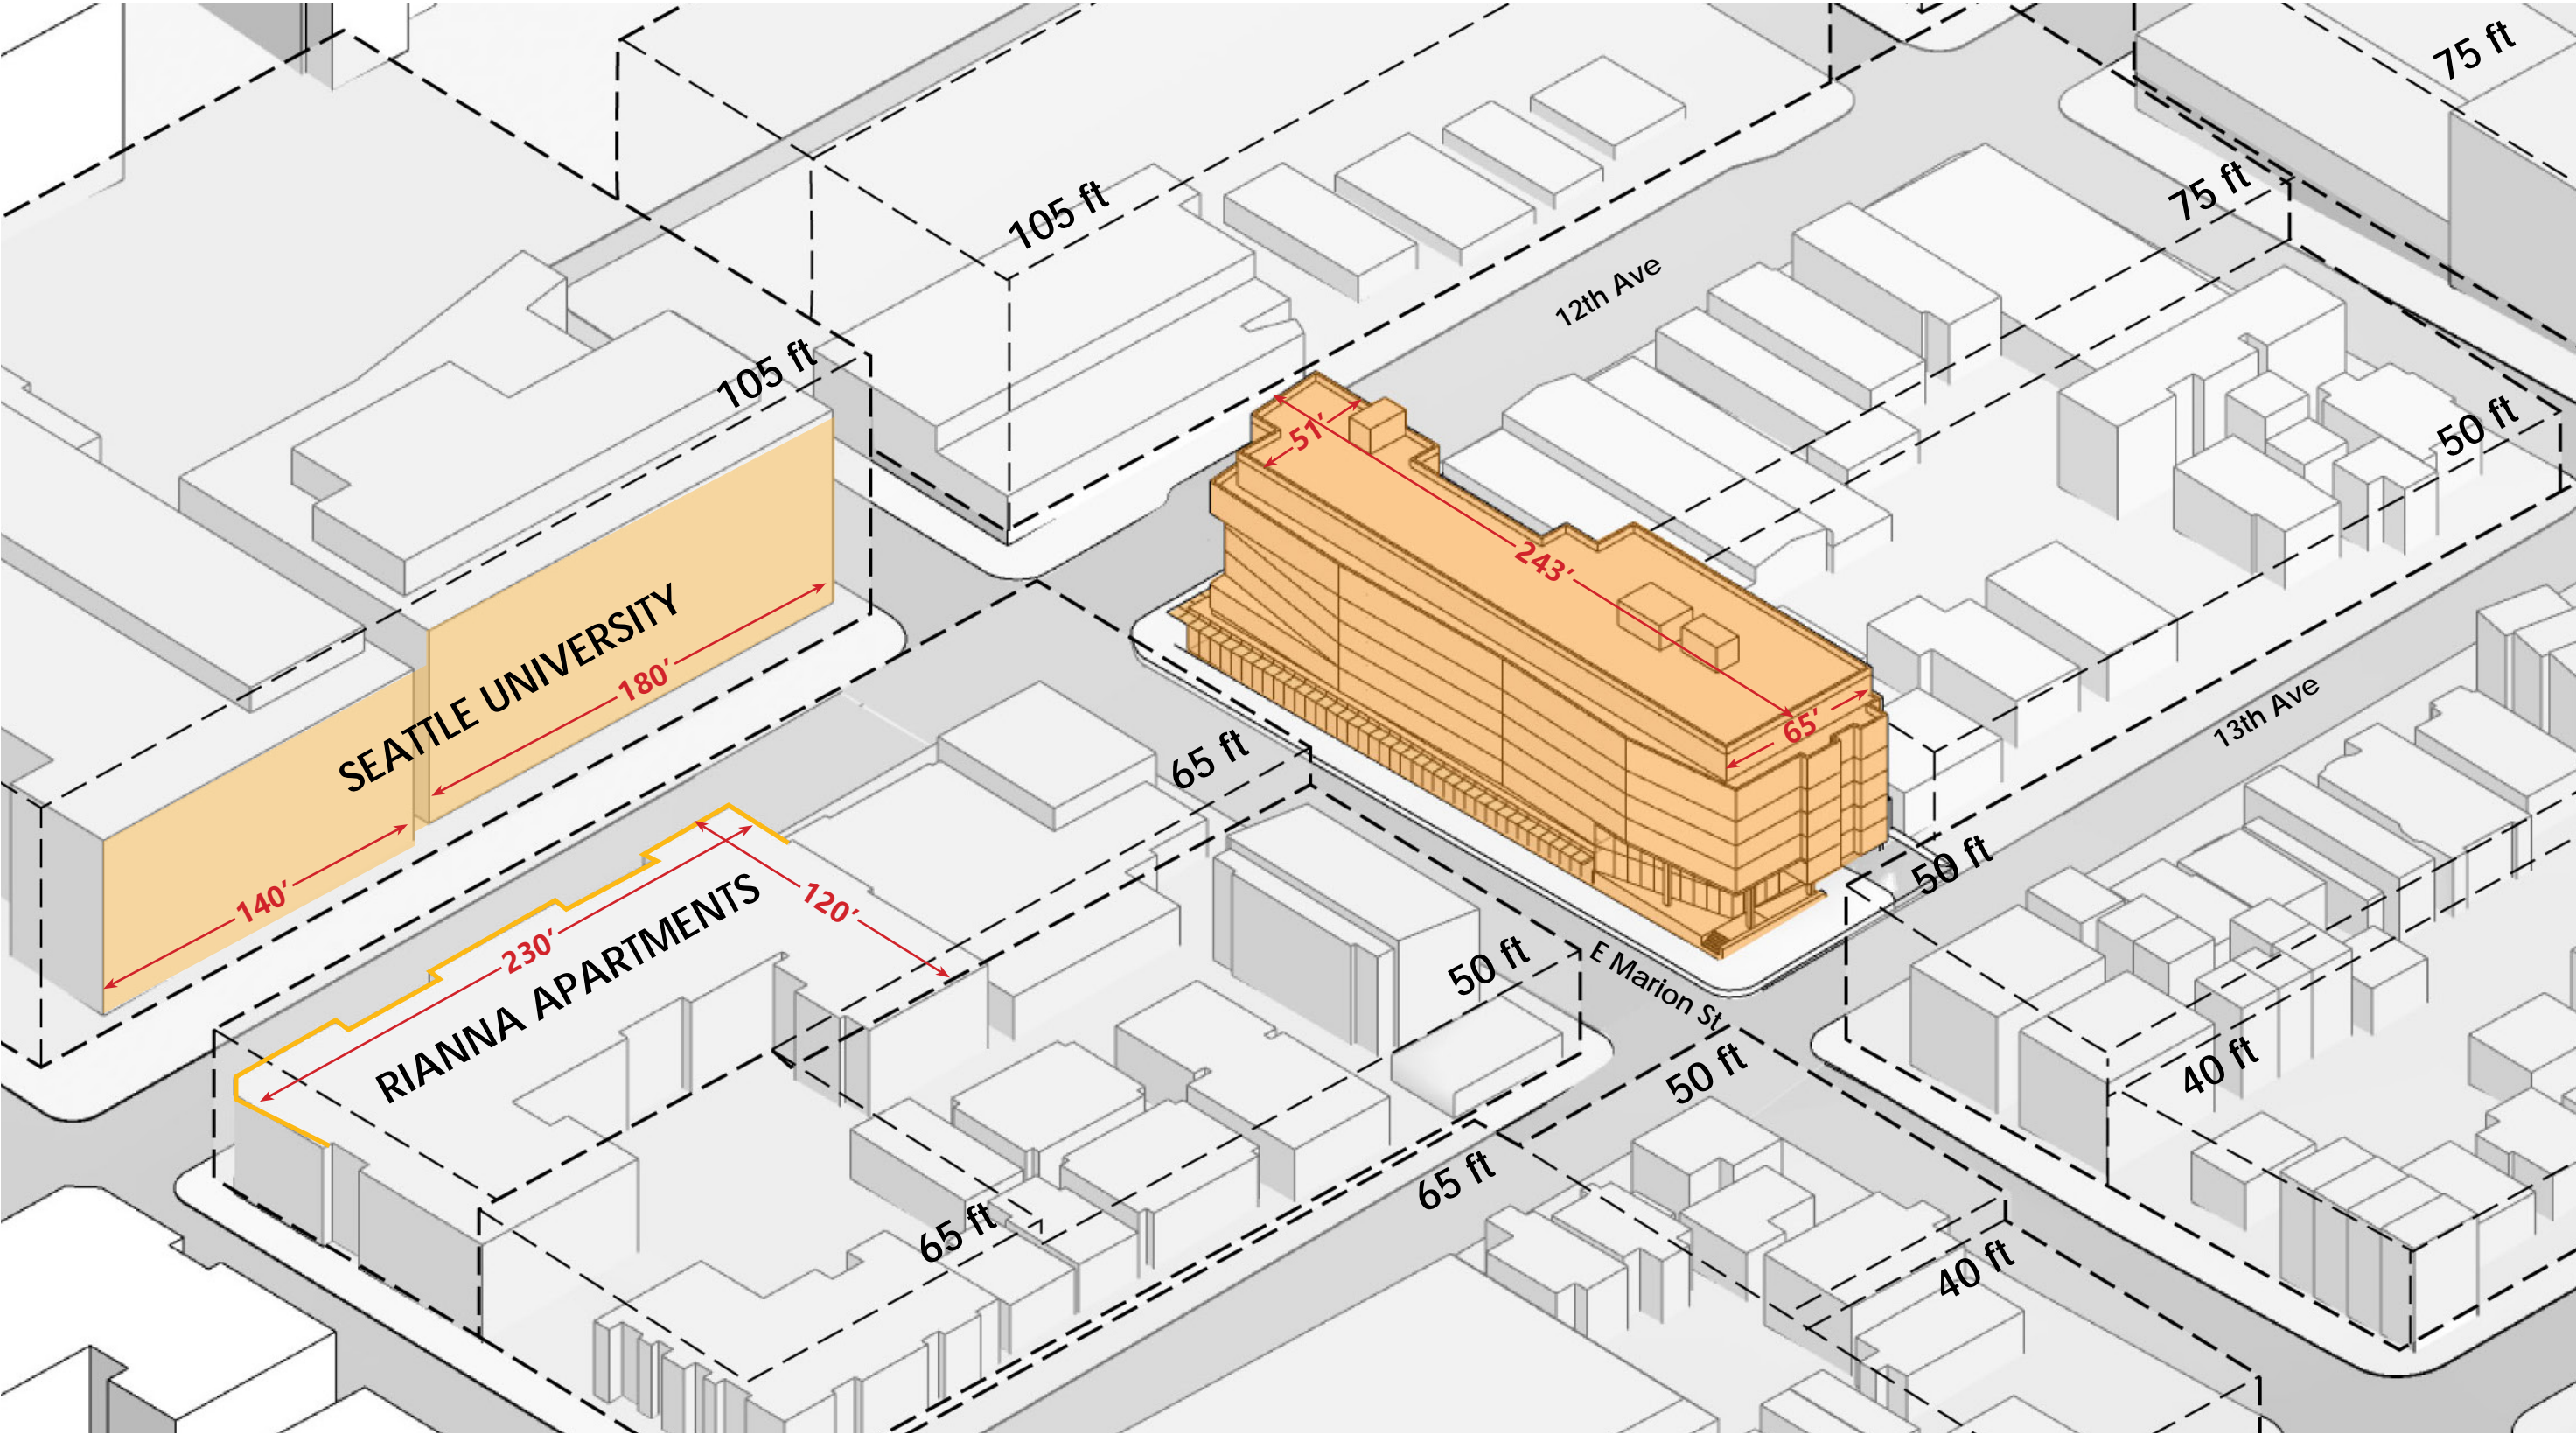 75 ft
75 ft
105 ft
12th Ave
105 ft
51'
50 ft
243'
SEATTLE UNIVERSITY
180'
13th Ave
65'
65 ft
140'
50 ft
120'
230'
RIANNA APARTMENTS
50 ft
E Marion St
50 ft
40 ft
65 ft
65 ft
40 ft